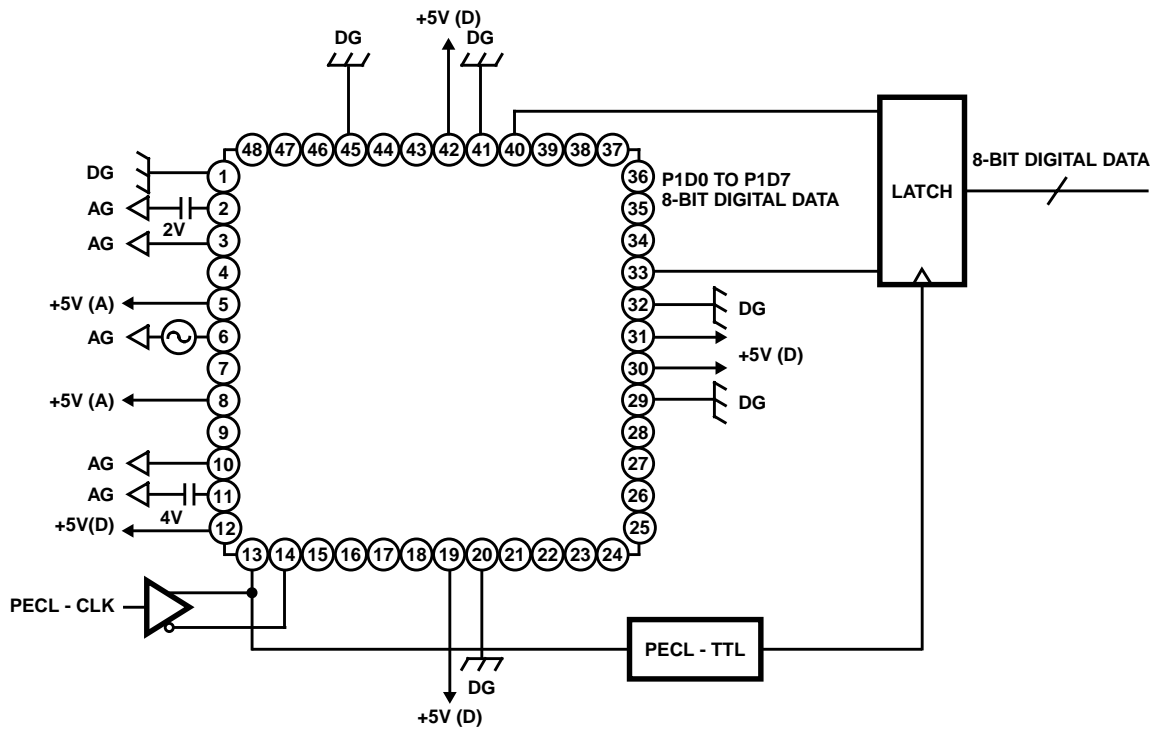 +5V (D)
DG
DG
48 47 46 45 44 43 42 41 40 39 38 37
DG
1
AG
2
2V
AG
3
4
+5V (A)
5
AG
6
7
+5V (A)
8
9
AG
10
AG
11
4V
+5V(D)
12
36
P1D0 TO P1D7
8-BIT DIGITAL DATA
35
34
33
32
DG
31
+5V (D)
30
29
DG
28
27
26
25
LATCH
8-BIT DIGITAL DATA
13 14 15 16 17 18 19 20 21 22 23 24
PECL - CLK
PECL - TTL
DG
+5V (D)